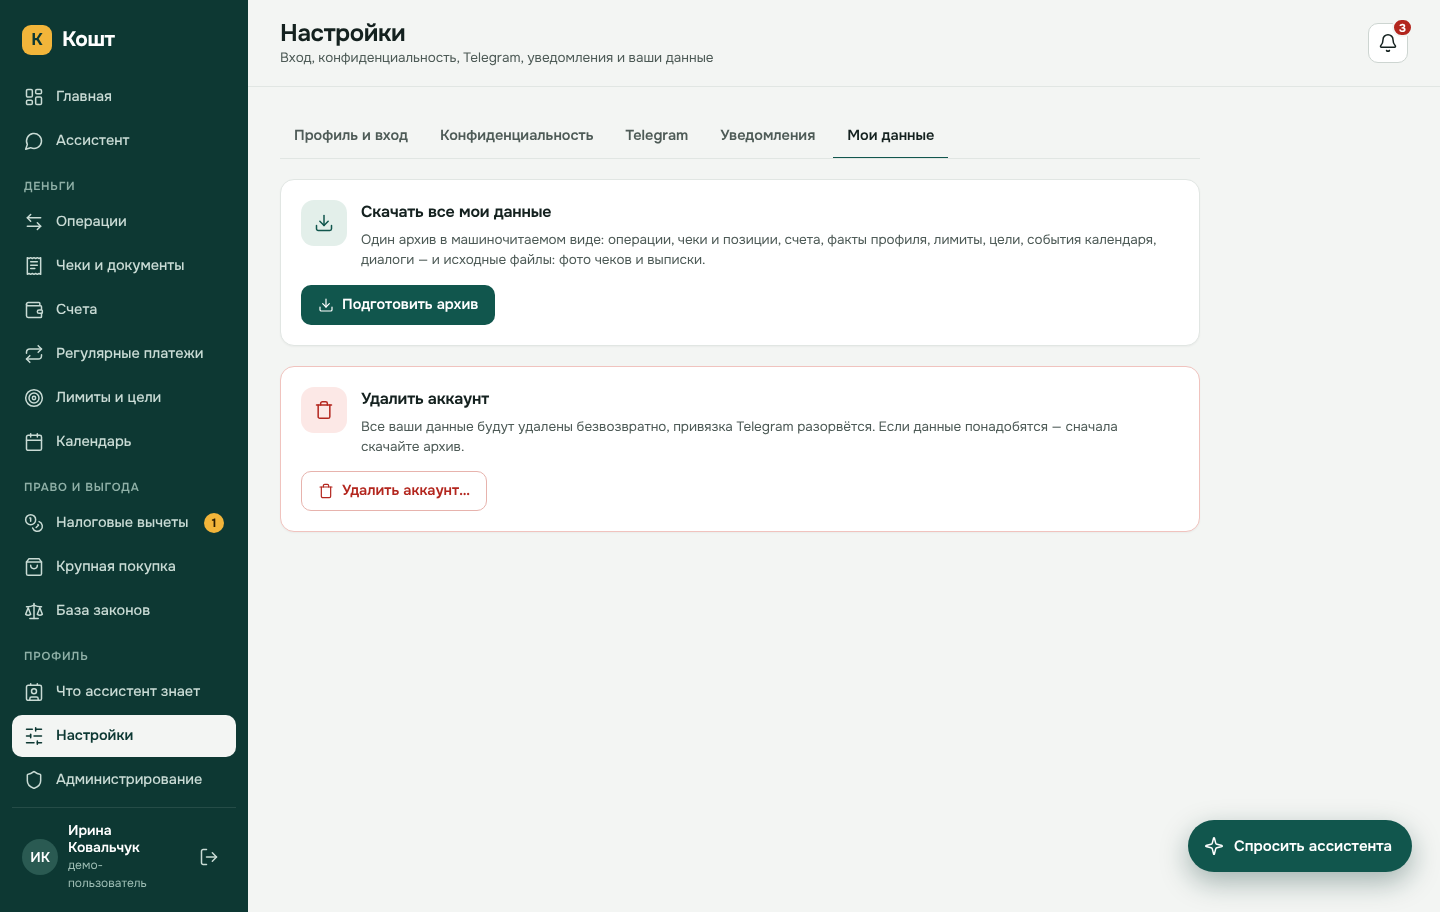 К Кошт
Главная
Ассистент
ДЕНЬГИ
Операции
Чеки и документы
Счета
Регулярные платежи
Лимиты и цели
Календарь
ПРАВО И ВЫГОДА
Налоговые вычеты 1
Крупная покупка
База законов
ПРОФИЛЬ
Что ассистент знает
Настройки
Администрирование
ИК
Ирина
Ковальчук
демо-
пользователь
Настройки
Вход, конфиденциальность, Telegram, уведомления и ваши данные
3
Профиль и вход Конфиденциальность Telegram Уведомления Мои данные
Скачать все мои данные
Один архив в машиночитаемом виде: операции, чеки и позиции, счета, факты профиля, лимиты, цели, события календаря,
диалоги — и исходные файлы: фото чеков и выписки.
Подготовить архив
Удалить аккаунт
Все ваши данные будут удалены безвозвратно, привязка Telegram разорвётся. Если данные понадобятся — сначала
скачайте архив.
Удалить аккаунт...
Спросить ассистента